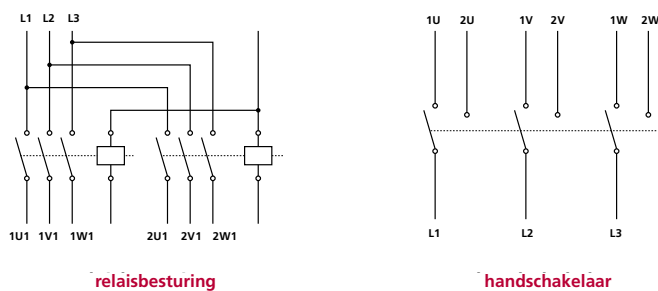 L1 L2 L3
1U 2U 1V 2V 1W 2W
1U1 1V1 1W1 2U1 2V1 2W1
L1 L2 L3
relaisbesturing
handschakelaar